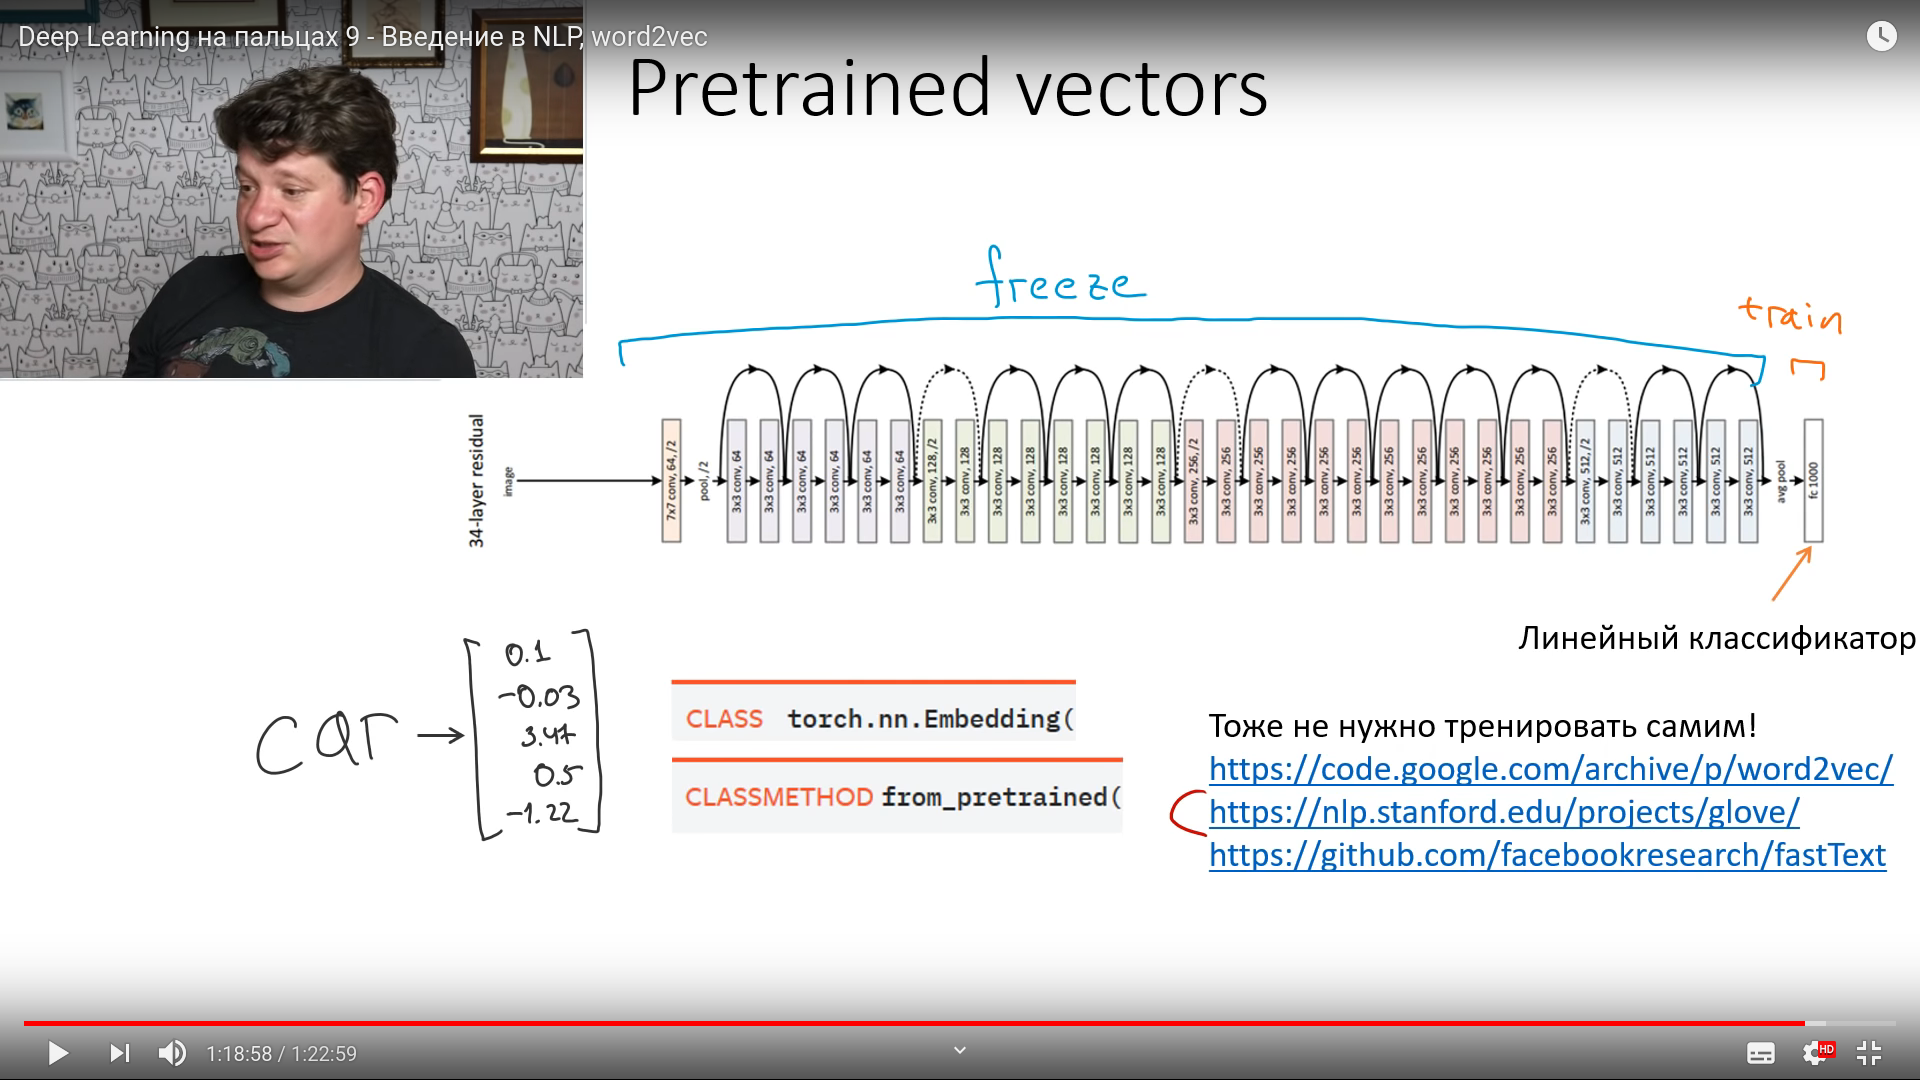 Deep Learning на пальцах 9 - Введение в NLP, word2vec
Pretrained vectors
freeze
train
34-layer residual
image
7x7 conv, 64, /2
pool, /2
3x3 conv, 64
3x3 conv, 64
3x3 conv, 64
3x3 conv, 64
3x3 conv, 64
3x3 conv, 64
3x3 conv, 128, /2
3x3 conv, 128
3x3 conv, 128
3x3 conv, 128
3x3 conv, 128
3x3 conv, 128
3x3 conv, 128
3x3 conv, 128
3x3 conv, 256, /2
3x3 conv, 256
3x3 conv, 256
3x3 conv, 256
3x3 conv, 256
3x3 conv, 256
3x3 conv, 256
3x3 conv, 256
3x3 conv, 256
3x3 conv, 256
3x3 conv, 256
3x3 conv, 256
3x3 conv, 512, /2
3x3 conv, 512
3x3 conv, 512
3x3 conv, 512
3x3 conv, 512
3x3 conv, 512
avg pool
fc 1000
Линейный классификатор
car
0.1
-0.03
3.47
0.5
-1.22
CLASS torch.nn.Embedding(
CLASSMETHOD from_pretrained(
Тоже не нужно тренировать самим!
https://code.google.com/archive/p/word2vec/
https://nlp.stanford.edu/projects/glove/
https://github.com/facebookresearch/fastText
1:18:58 / 1:22:59
HD